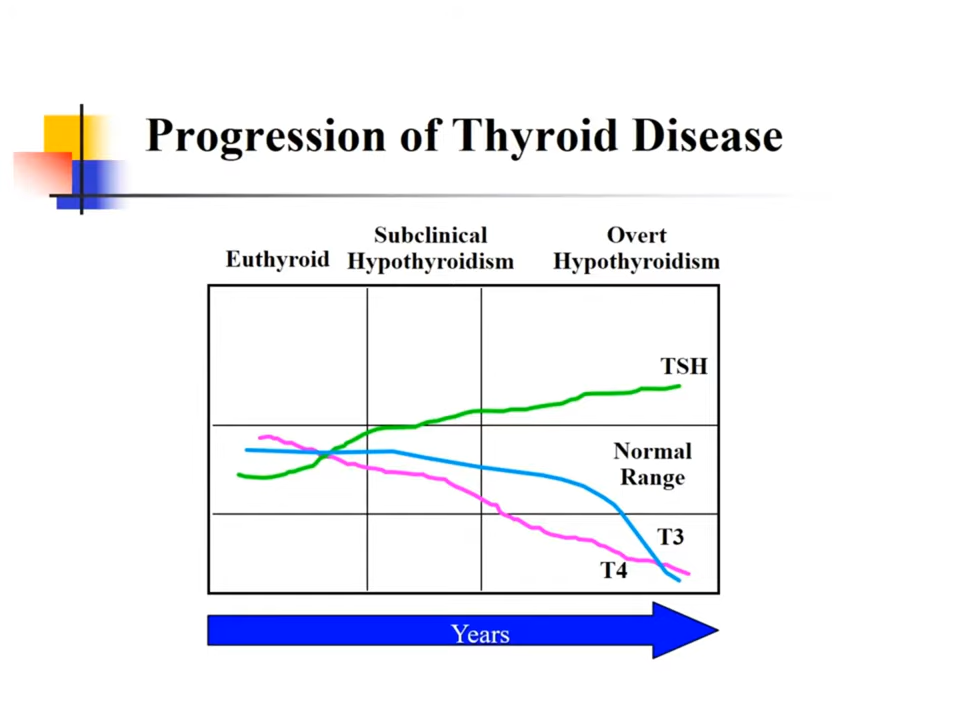 Progression of Thyroid Disease
Euthyroid
Subclinical
Hypothyroidism
Overt
Hypothyroidism
TSH
Normal
Range
T3
T4
Years